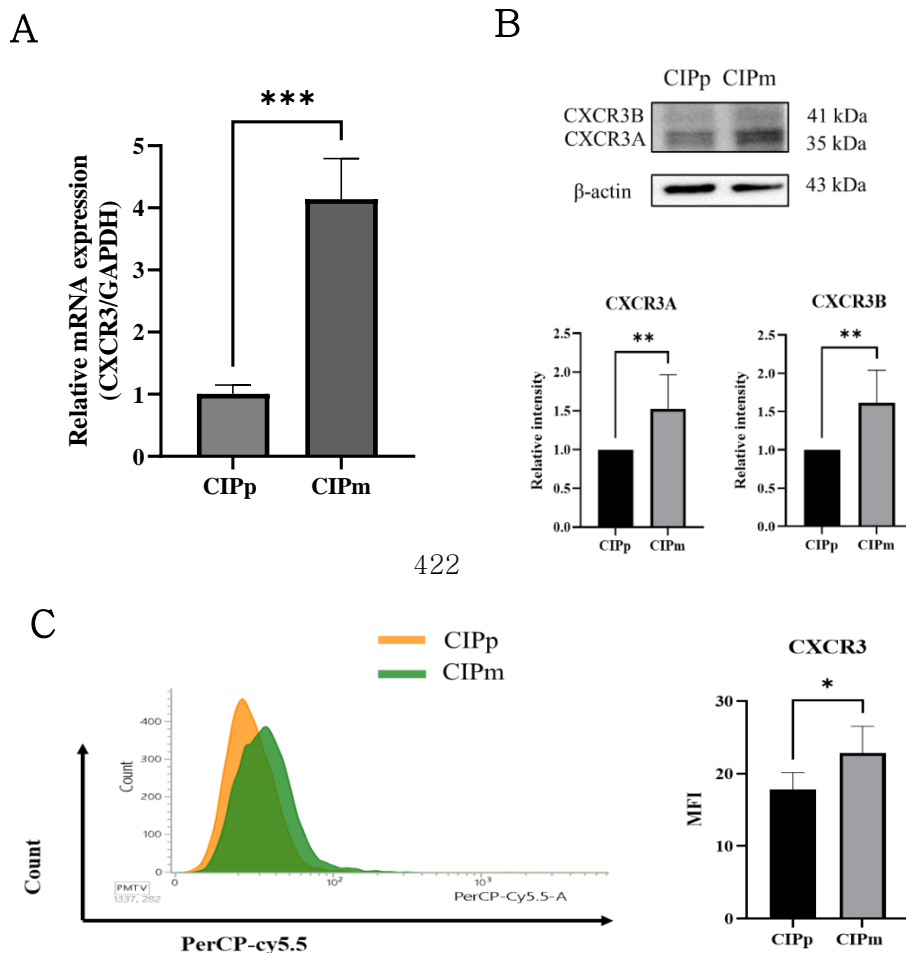 A
***
Relative mRNA expression
(CXCR3/GAPDH)
5
4
3
2
1
0
CIPp
CIPm
B
CIPp CIPm
CXCR3B
41 kDa
CXCR3A
35 kDa
β-actin
43 kDa
CXCR3A
**
Relative intensity
2.5
2.0
1.5
1.0
0.5
0.0
CIPp
CIPm
CXCR3B
**
Relative intensity
2.5
2.0
1.5
1.0
0.5
0.0
CIPp
CIPm
422
C
CIPp
CIPm
Count
Count
400
300
200
100
0
0
10²
10³
PerCP-Cy5.5-A
PMTV
1337, 282
PerCP-cy5.5
CXCR3
*
MFI
30
20
10
0
CIPp
CIPm